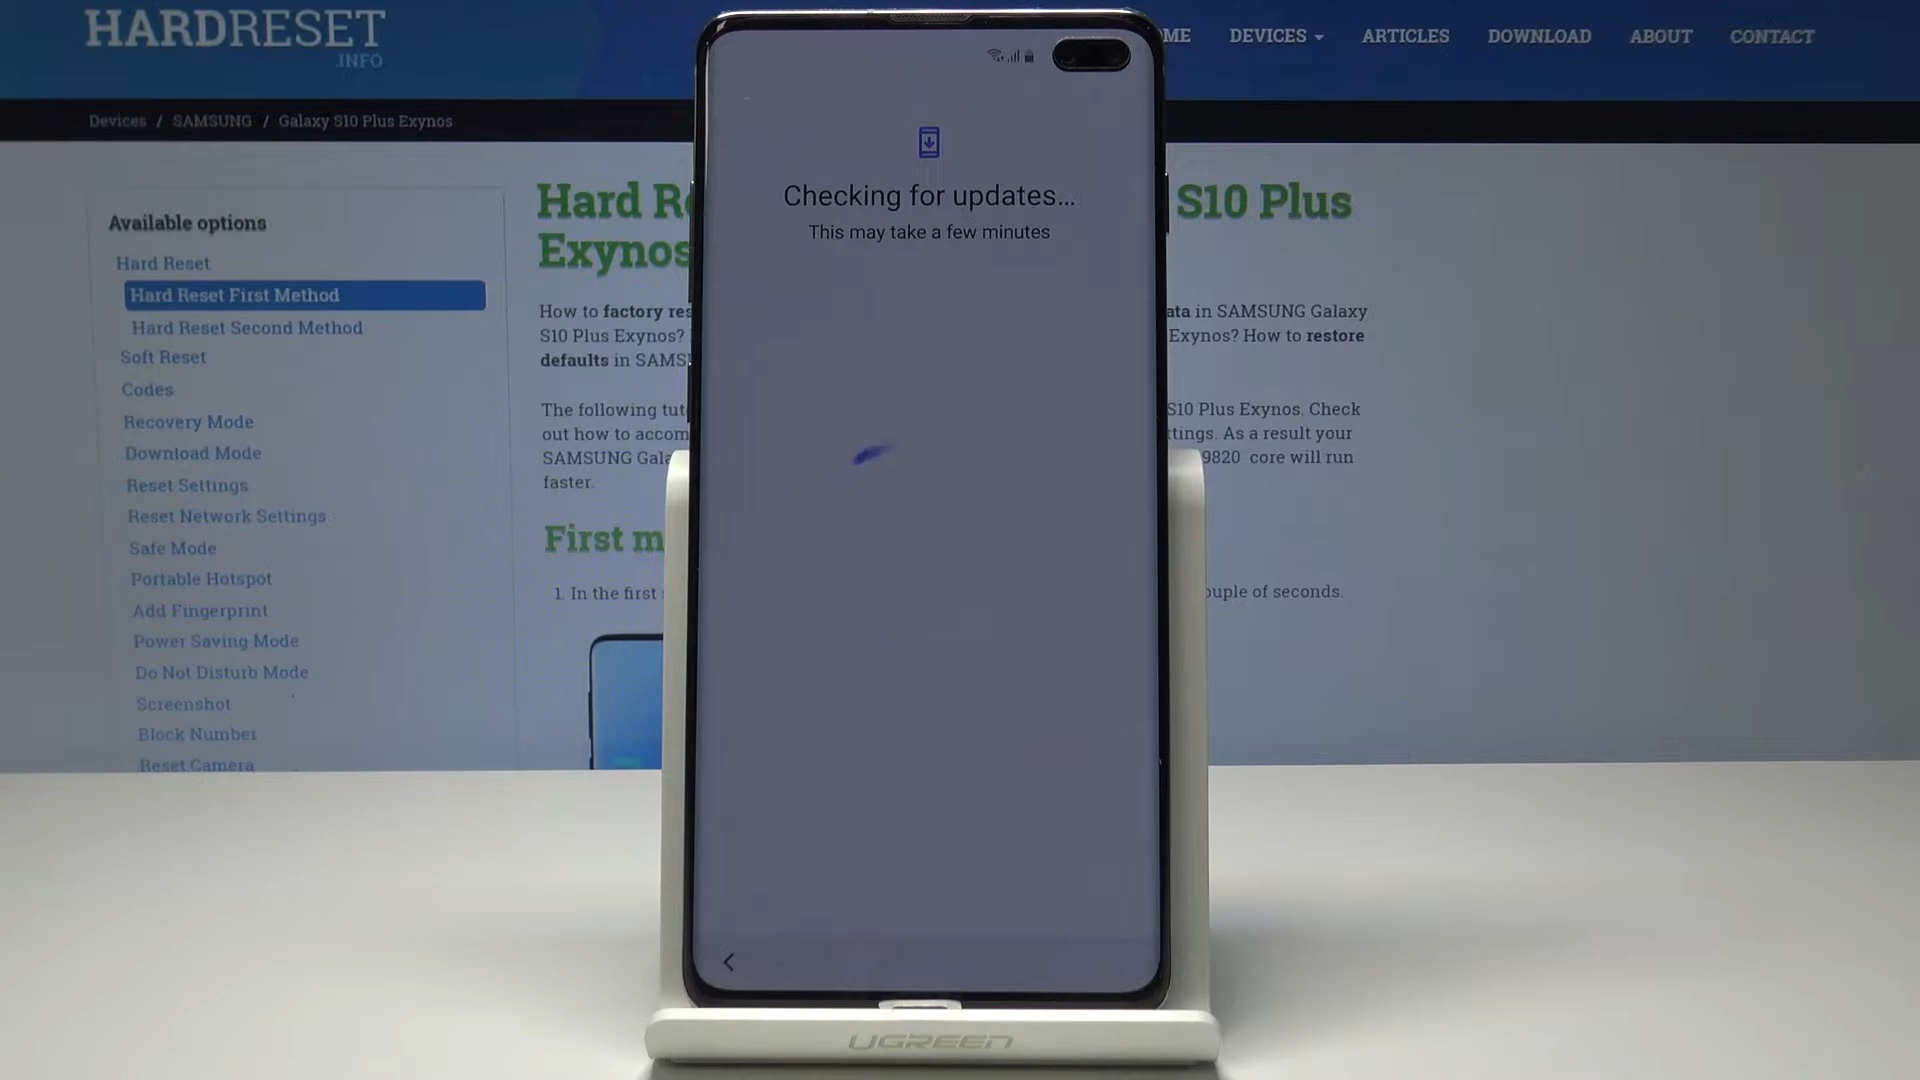 HARDRESET
.INFO
ME DEVICES ARTICLES DOWNLOAD ABOUT CONTACT
Devices / SAMSUNG / Galaxy S10 Plus Exynos
Available options
Hard Reset
Hard Reset First Method
Hard Reset Second Method
Soft Reset
Codes
Recovery Mode
Download Mode
Reset Settings
Reset Network Settings
Safe Mode
Portable Hotspot
Add Fingerprint
Power Saving Mode
Do Not Disturb Mode
Screenshot
Block Number
Reset Camera
Hard R S10 Plus
Exynos
How to factory res ata in SAMSUNG Galaxy
S10 Plus Exynos? Exynos? How to restore
defaults in SAMS
The following tut S10 Plus Exynos. Check
out how to accom ttings. As a result your
SAMSUNG Gala 9820 core will run
faster.
First m
1. In the first ouple of seconds.
Checking for updates...
This may take a few minutes
UGREEN